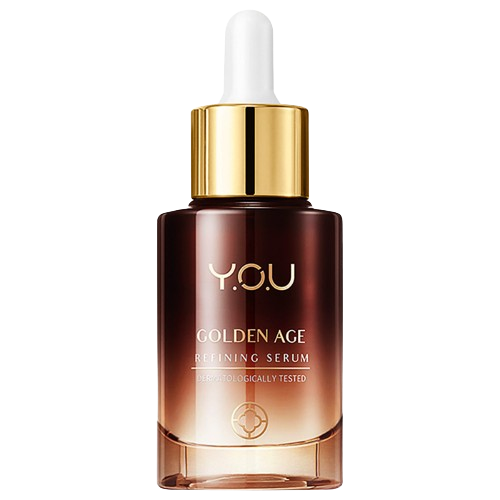 Y.O.U
GOLDEN AGE
REFINING SERUM
DERMATOLOGICALLY TESTED